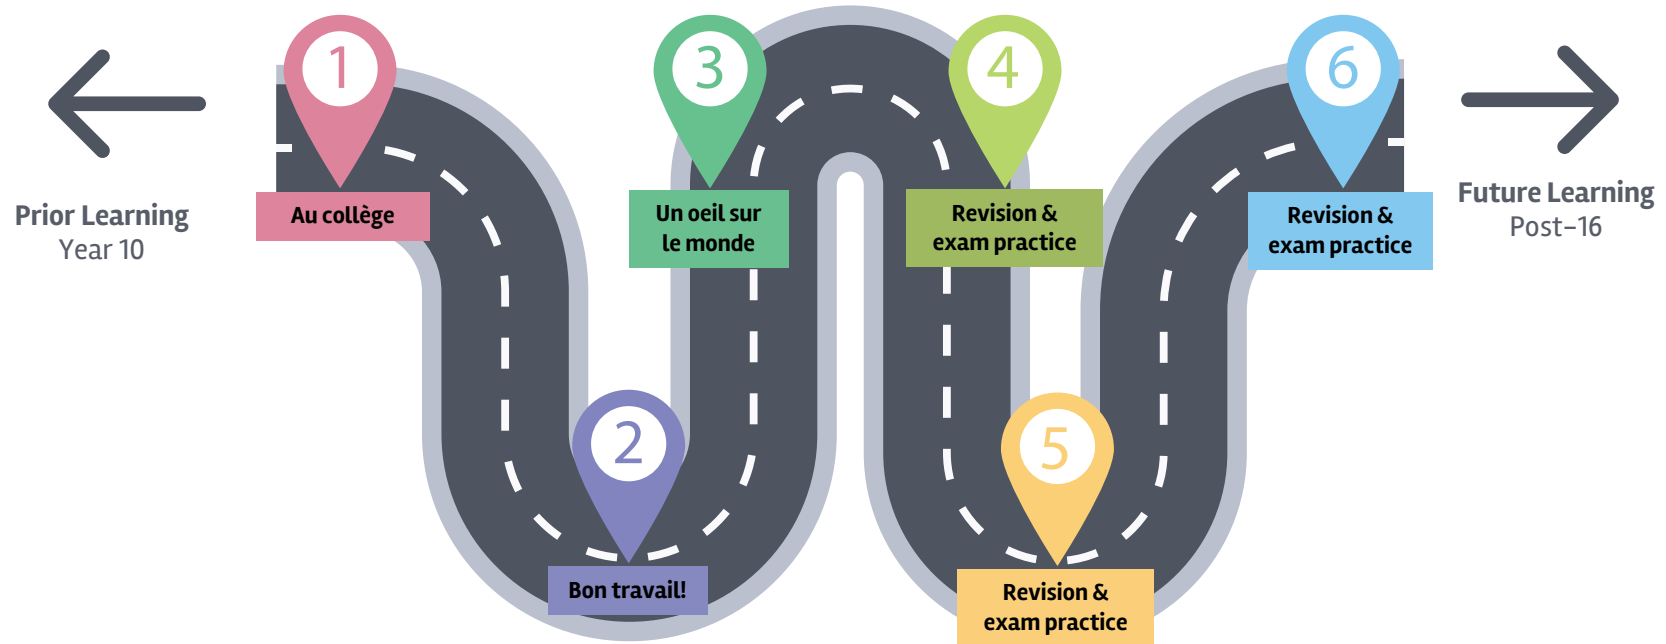 Prior Learning
Year 10
1
Au collège
2
Bon travail!
3
Un oeil sur
le monde
4
Revision &
exam practice
5
Revision &
exam practice
6
Revision &
exam practice
Future Learning
Post-16